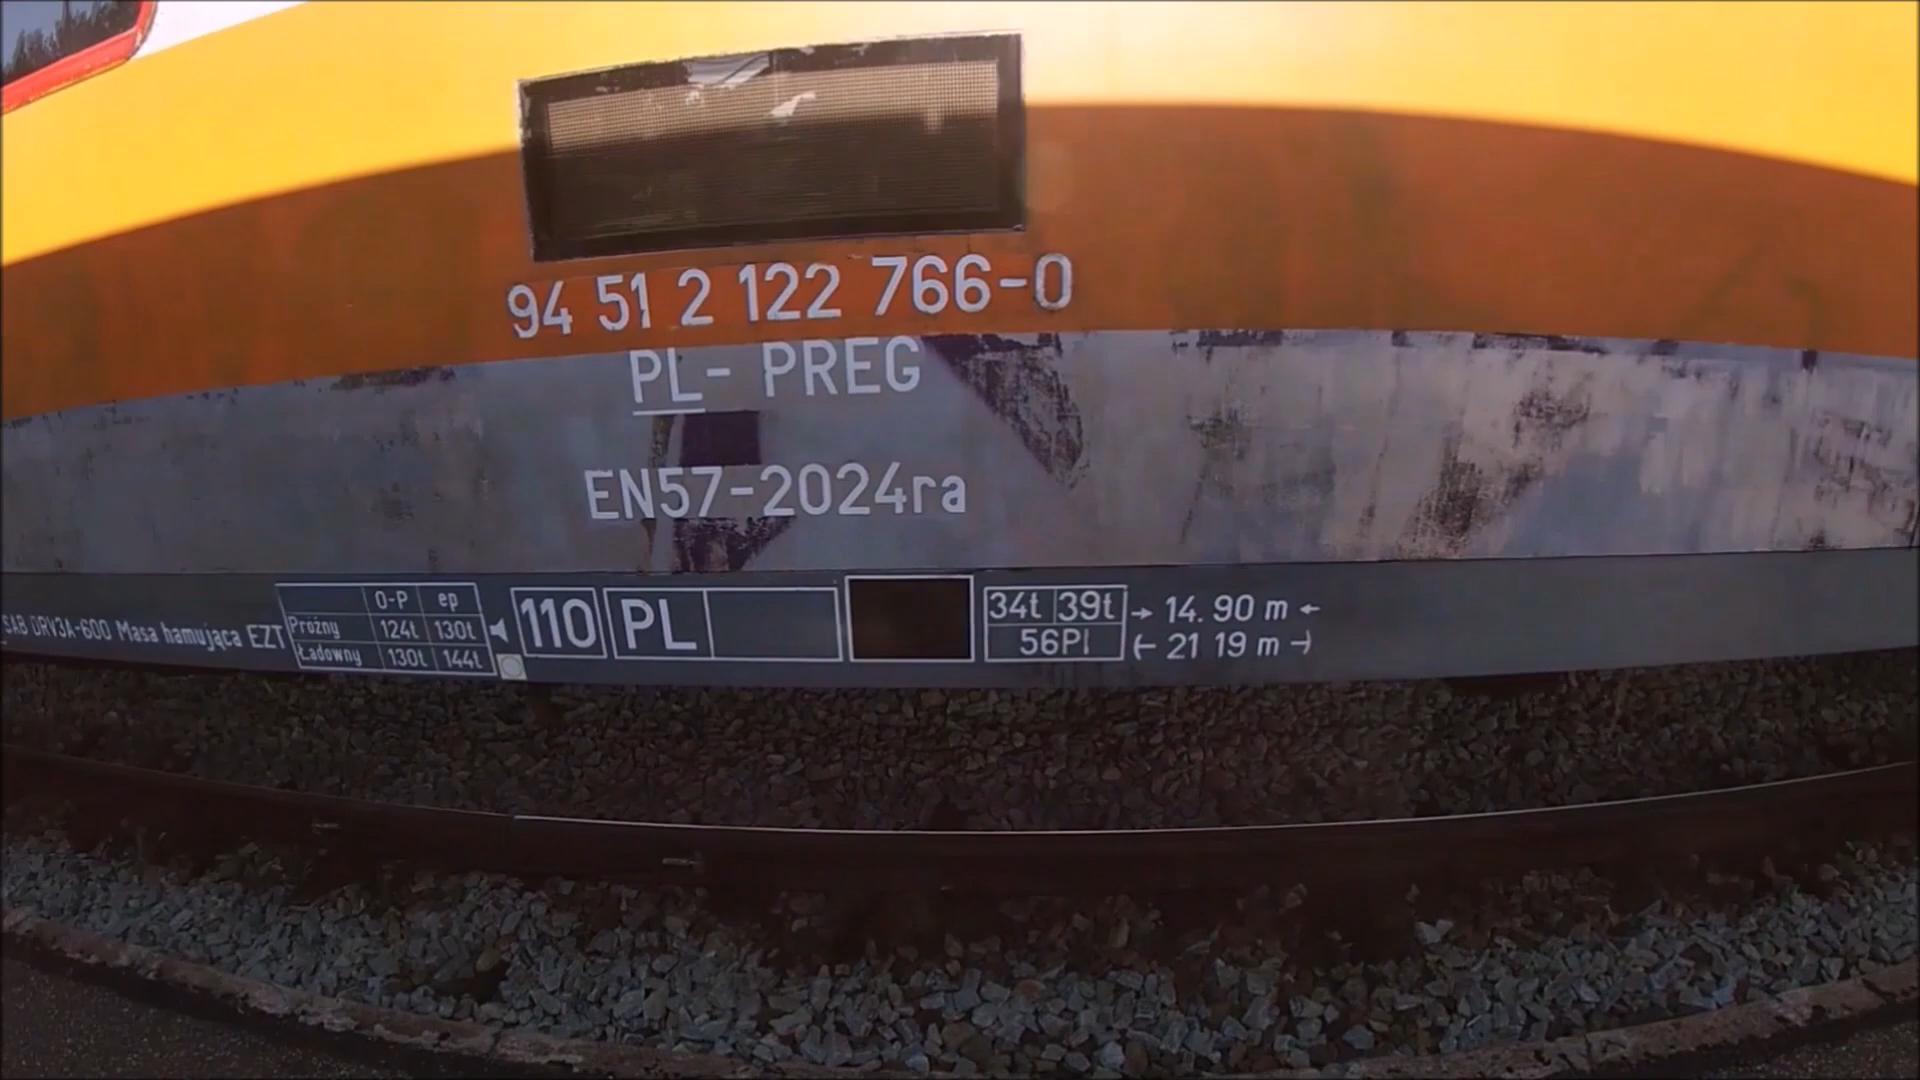 94 51 2 122 766-0
PL- PREG
EN57-2024ra
SAB DRV3A-600 Masa hamująca EZT
O-P ep
Próżny 124t 130t
Ładowny 130t 144t
110 PL
34t 39t
56Pl
14.90 m
21 19 m